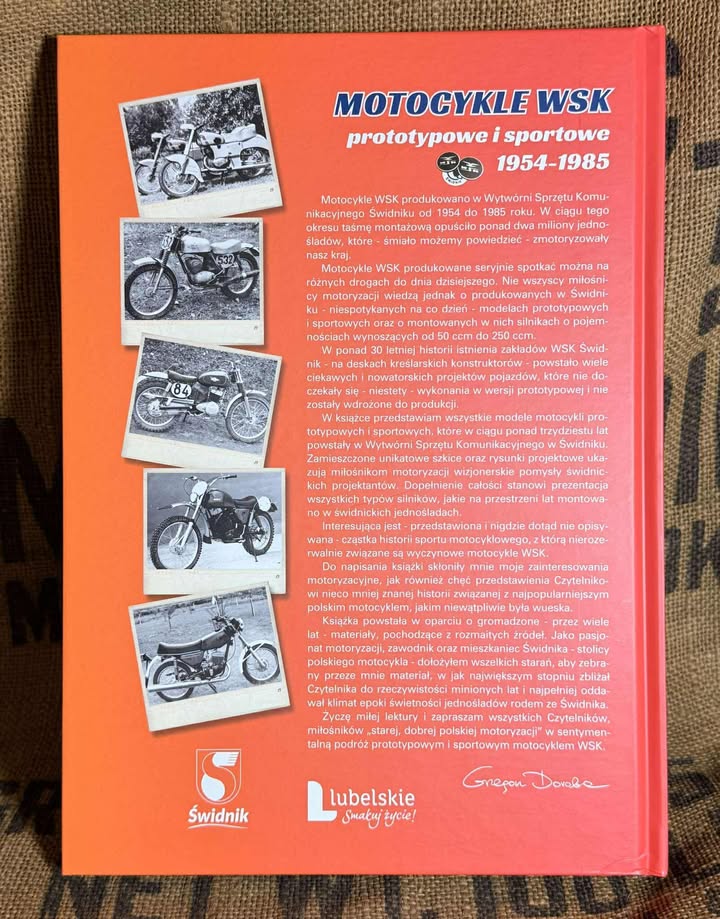 MOTOCYKLE WSK
prototypowe i sportowe
1954-1985
Motocykle WSK produkowano w Wytwórni Sprzętu Komu-
nikacyjnego Świdniku od 1954 do 1985 roku. W ciągu tego
okresu taśmę montażową opuściło ponad dwa miliony jedno-
śladów, które - śmiało możemy powiedzieć - zmotoryzowały
nasz kraj.
Motocykle WSK produkowane seryjnie spotkać można na
różnych drogach do dnia dzisiejszego. Nie wszyscy miłośni-
cy motoryzacji wiedzą jednak o produkowanych w Świdni-
ku - niespotykanych na co dzień - modelach prototypowych
i sportowych oraz o montowanych w nich silnikach o pojem-
nościach wynoszących od 50 ccm do 250 ccm.
W ponad 30 letniej historii istnienia zakładów WSK Świd-
nik - na deskach kreślarskich konstruktorów - powstało wiele
ciekawych i nowatorskich projektów pojazdów, które nie do-
czekały się - niestety - wykonania w wersji prototypowej i nie
zostały wdrożone do produkcji.
W książce przedstawiam wszystkie modele motocykli pro-
totypowych i sportowych, które w ciągu ponad trzydziestu lat
powstały w Wytwórni Sprzętu Komunikacyjnego w Świdniku.
Zamieszczone unikatowe szkice oraz rysunki projektowe uka-
zują miłośnikom motoryzacji wizjonerskie pomysły świdnic-
kich projektantów. Dopełnienie całości stanowi prezentacja
wszystkich typów silników, jakie na przestrzeni lat montowa-
no w świdnickich jednośladach.
Interesująca jest - przedstawiona i nigdzie dotąd nie opisy-
wana - cząstka historii sportu motocyklowego, z którą nieroze-
rwalnie związane są wyczynowe motocykle WSK.
Do napisania książki skłoniły mnie moje zainteresowania
motoryzacyjne, jak również chęć przedstawienia Czytelniko-
wi nieco mniej znanej historii związanej z najpopularniejszym
polskim motocyklem, jakim niewątpliwie była wueska.
Książka powstała w oparciu o gromadzone - przez wiele
lat - materiały, pochodzące z rozmaitych źródeł. Jako pasjo-
nat motoryzacji, zawodnik oraz mieszkaniec Świdnika - stolicy
polskiego motocykla - dołożyłem wszelkich starań, aby zebra-
ny przeze mnie materiał, w jak największym stopniu zbliżał
Czytelnika do rzeczywistości minionych lat i najpełniej odda-
wał klimat epoki świetności jednośladów rodem ze Świdnika.
Życzę miłej lektury i zapraszam wszystkich Czytelników,
miłośników „starej, dobrej polskiej motoryzacji" w sentymen-
talną podróż prototypowym i sportowym motocyklem WSK.
Grzegorz
532
84
Świdnik
lubelskie
Smakuj życie!
NET WT. 100